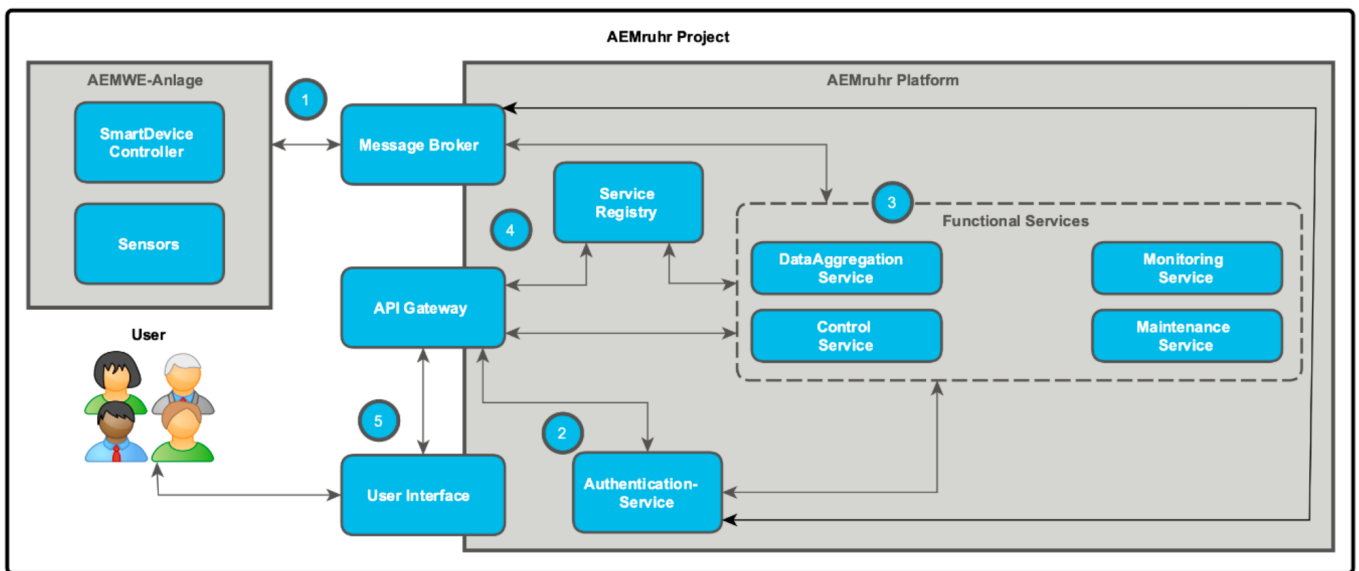 AEMruhr Project
AEMWE-Anlage
SmartDevice
Controller
Sensors
1
Message Broker
AEMruhr Platform
Service
Registry
4
3
Functional Services
DataAggregation
Service
Monitoring
Service
Control
Service
Maintenance
Service
API Gateway
User
5
2
User Interface
Authentication-
Service